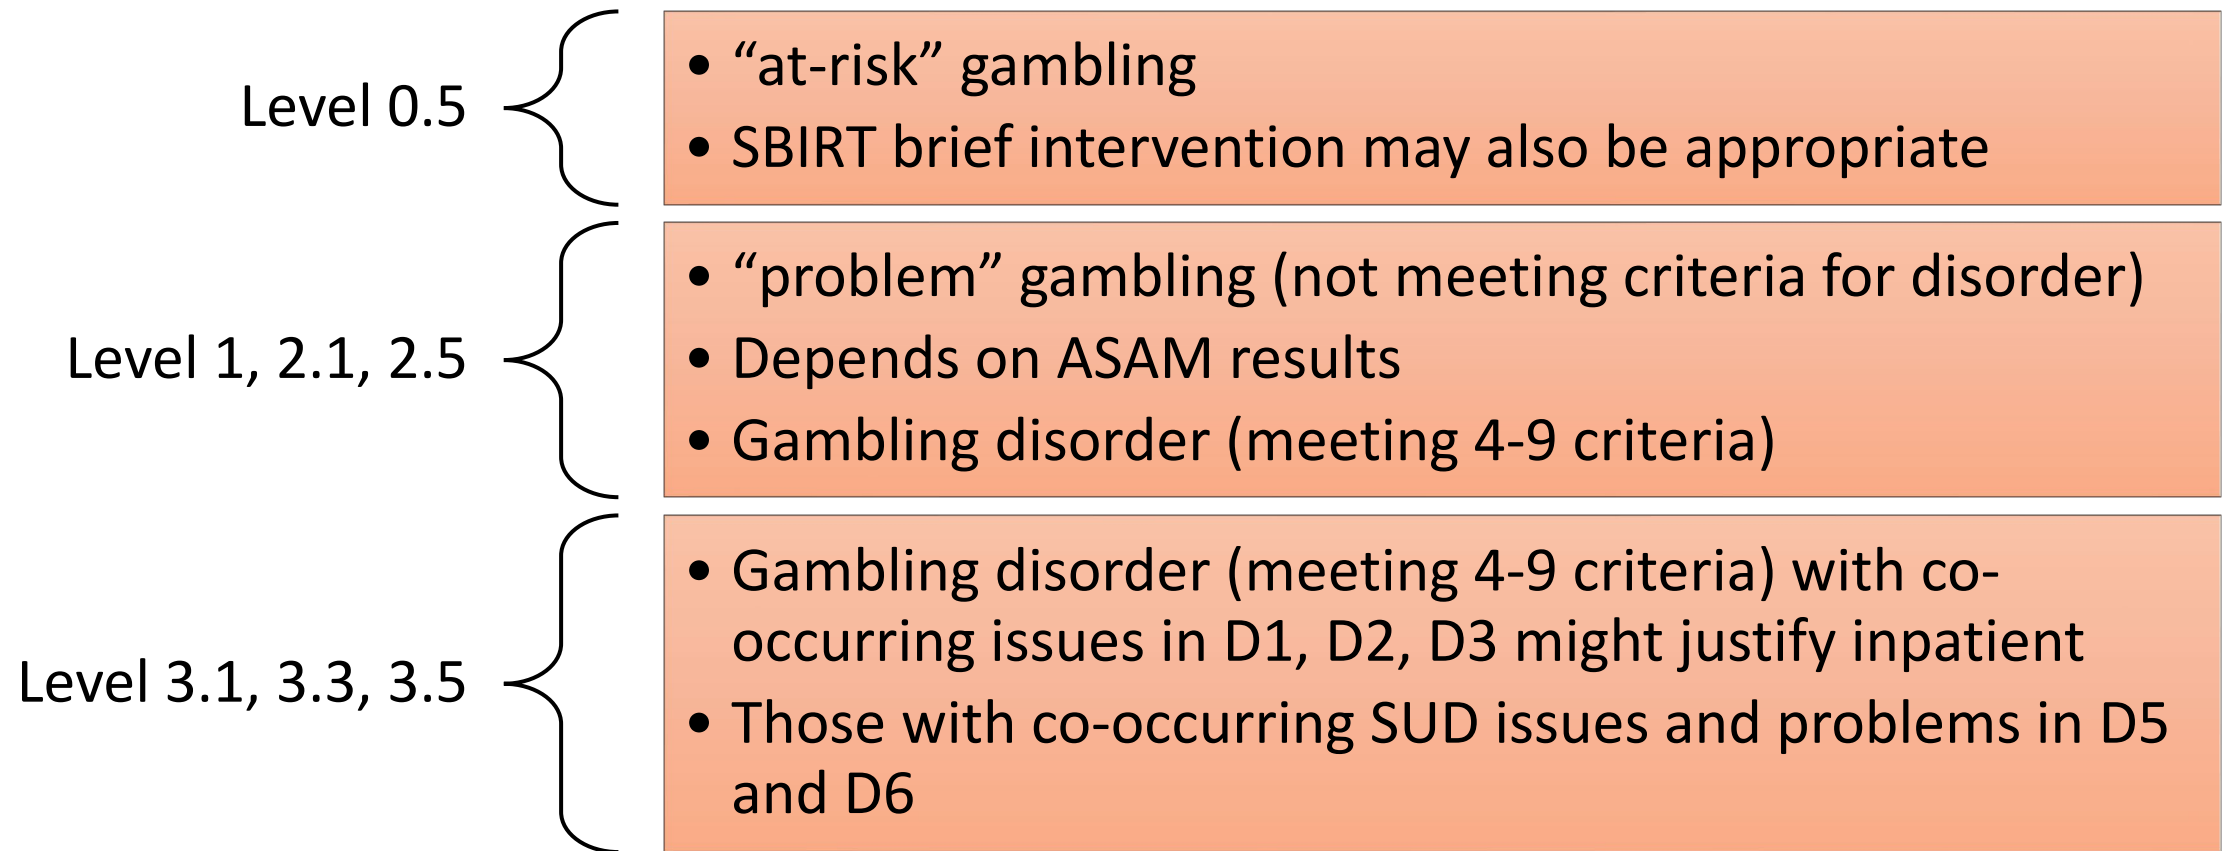 Level 0.5
• “at-risk” gambling
• SBIRT brief intervention may also be appropriate
Level 1, 2.1, 2.5
• “problem” gambling (not meeting criteria for disorder)
• Depends on ASAM results
• Gambling disorder (meeting 4-9 criteria)
Level 3.1, 3.3, 3.5
• Gambling disorder (meeting 4-9 criteria) with co-
occurring issues in D1, D2, D3 might justify inpatient
• Those with co-occurring SUD issues and problems in D5
and D6